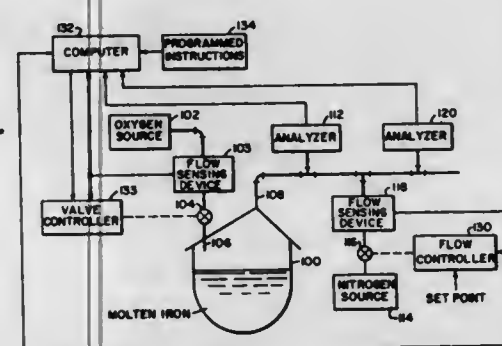 132
COMPUTER
134
PROGRAMMED
INSTRUCTIONS
102
OXYGEN
SOURCE
112
ANALYZER
120
ANALYZER
103
FLOW
SENSING
DEVICE
133
VALVE
CONTROLLER
104
106
108
100
118
FLOW
SENSING
DEVICE
116
130
FLOW
CONTROLLER
NITROGEN
SOURCE
114
SET POINT
MOLTEN IRON